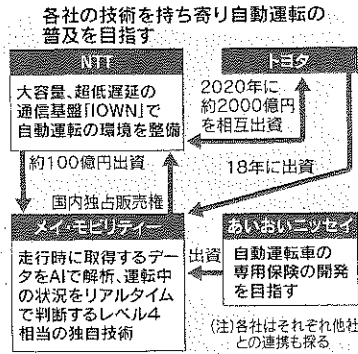 各社の技術を持ち寄り自動運転の
普及を目指す
NTT
大容量、超低遅延の
通信基盤「IOWN」で
自動運転の環境を整備
トヨタ
2020年に
約2000億円
を相互出資
約100億円出資
18年に出資
国内独占販売権
メイ・モビリティー
走行時に取得するデー
タをAIで解析、運転中
の状況をリアルタイム
で判断するレベル4
相当の独自技術
出資
あいおいニッセイ
自動運転車の
専用保険の開発
を目指す
(注)各社はそれぞれ他社
との連携も探る